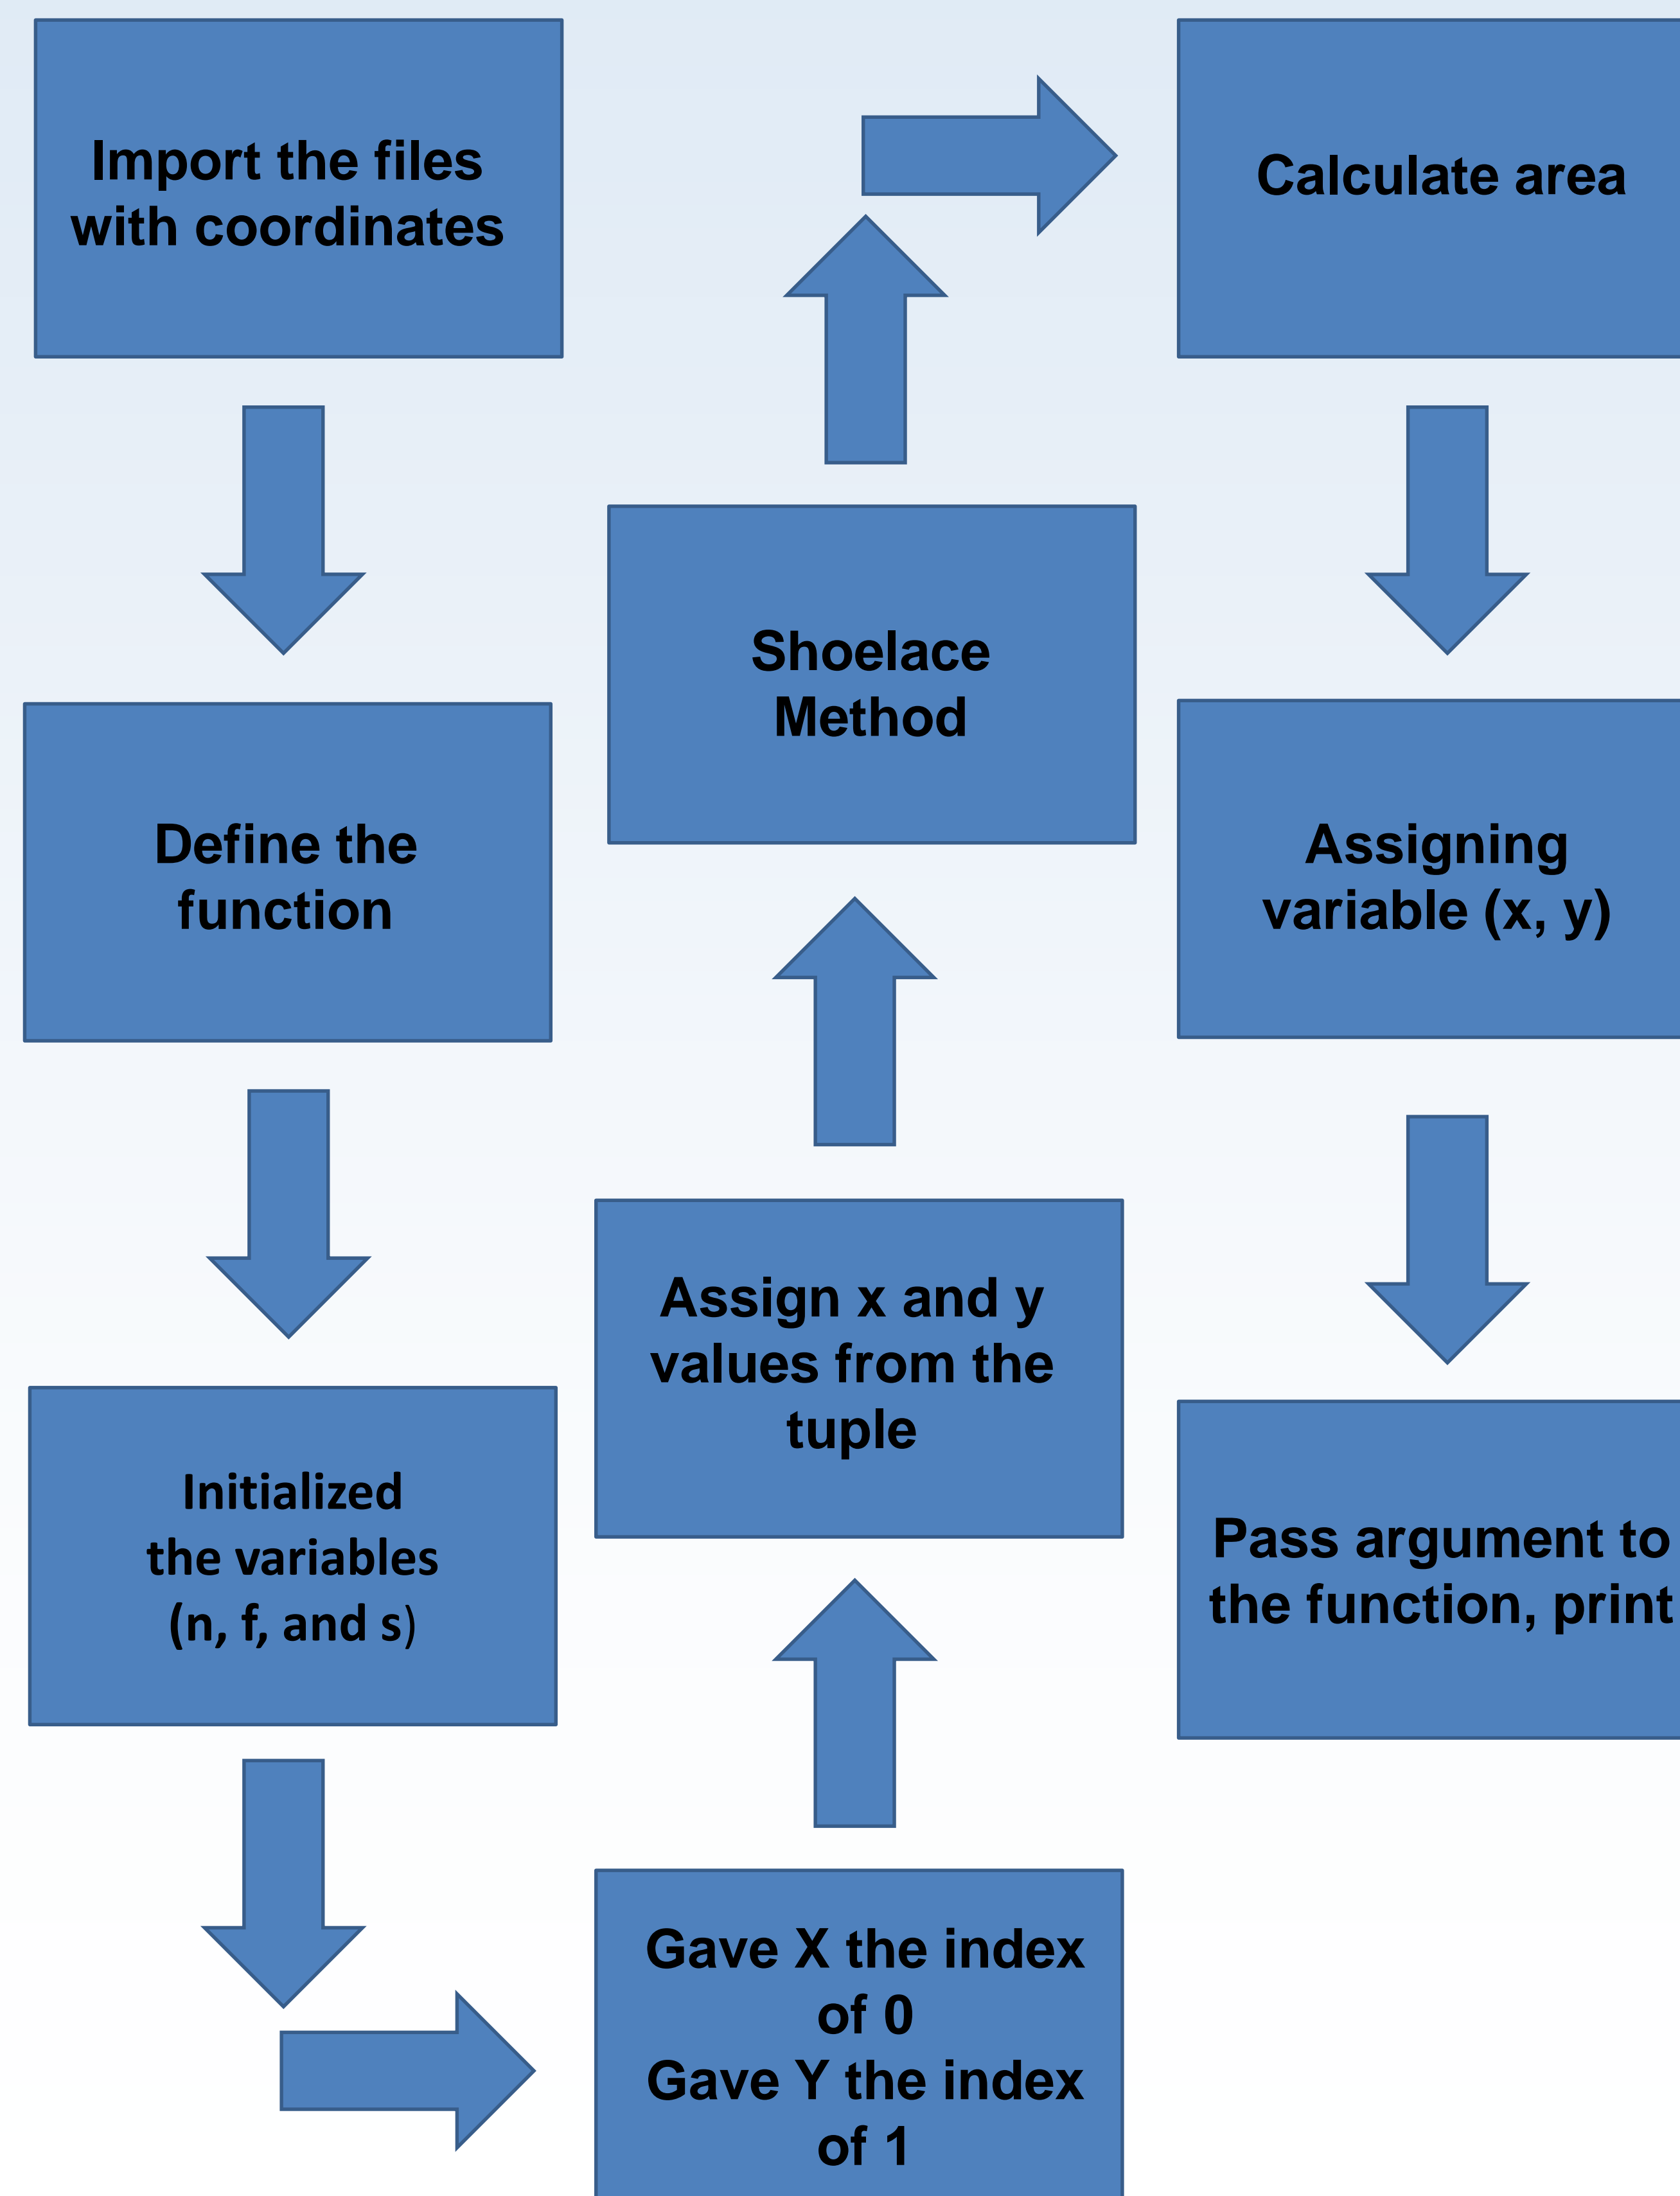 Import the files
with coordinates
Define the
function
Initialized
the variables
(n, f, and s)
Gave X the index
of 0
Gave Y the index
of 1
Assign x and y
values from the
tuple
Shoelace
Method
Calculate area
Assigning
variable (x, y)
Pass argument to
the function, print